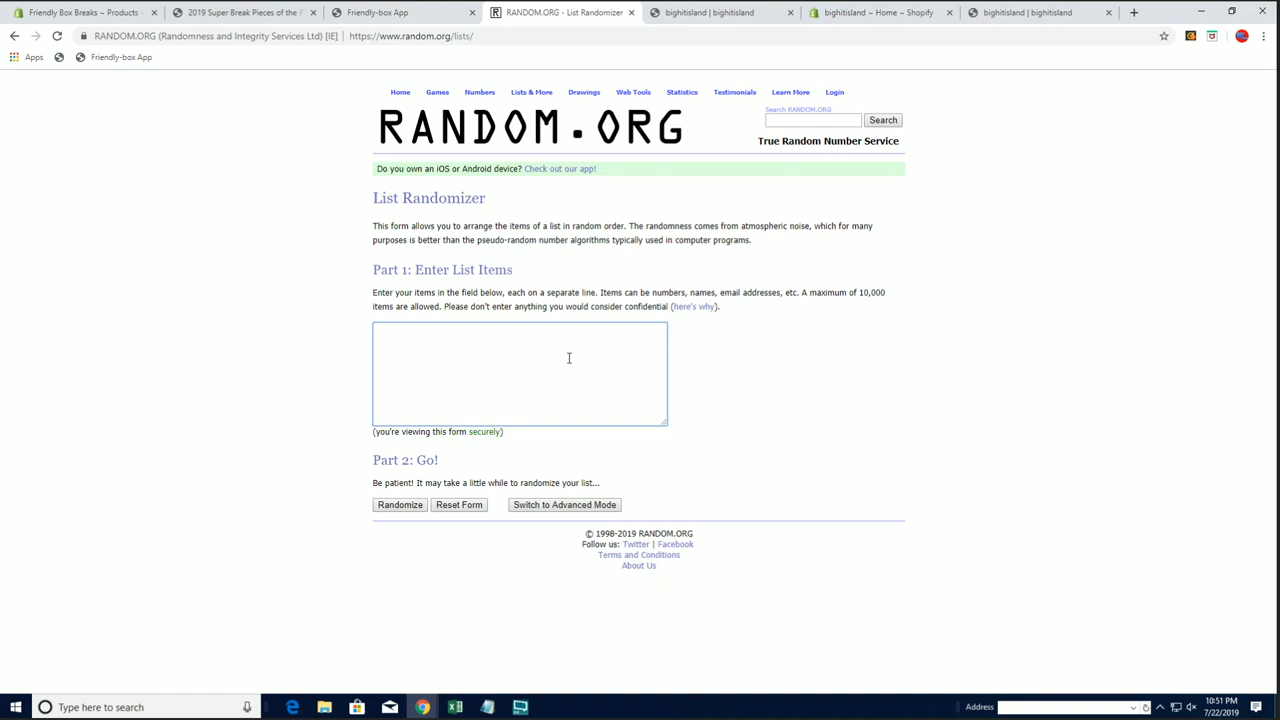 Friendly Box Breaks ~ Products ~
2019 Super Break Pieces of the P
Friendly-box App
RANDOM.ORG - List Randomizer
bighitisland | bighitisland
bighitisland ~ Home ~ Shopify
bighitisland | bighitisland
RANDOM.ORG (Randomness and Integrity Services Ltd) [IE] | https://www.random.org/lists/
Apps
Friendly-box App
Home Games Numbers Lists & More Drawings Web Tools Statistics Testimonials Learn More Login
RANDOM.ORG
Search RANDOM.ORG
Search
True Random Number Service
Do you own an iOS or Android device? Check out our app!
List Randomizer
This form allows you to arrange the items of a list in random order. The randomness comes from atmospheric noise, which for many
purposes is better than the pseudo-random number algorithms typically used in computer programs.
Part 1: Enter List Items
Enter your items in the field below, each on a separate line. Items can be numbers, names, email addresses, etc. A maximum of 10,000
items are allowed. Please don't enter anything you would consider confidential (here's why).
(you're viewing this form securely)
Part 2: Go!
Be patient! It may take a little while to randomize your list...
Randomize Reset Form Switch to Advanced Mode
© 1998-2019 RANDOM.ORG
Follow us: Twitter | Facebook
Terms and Conditions
About Us
Type here to search
Address
10:51 PM
7/22/2019